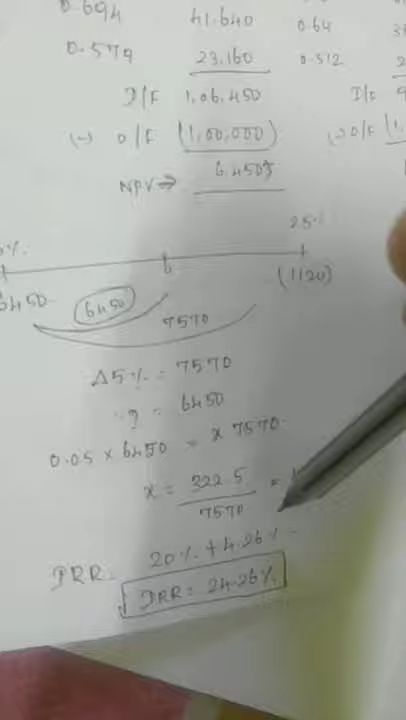 0.694 41.640 0.64
0.579 23.160 0.512
I/F 1,06,450 I/F
(-) O/F (1,00,000) (-) O/F
NPV → 6,450
25%
6450 (1120)
6450
7570
Δ5% = 7570
? = 6450
0.05 × 6450 = x 7570
x = 322.5 =
7570
IRR = 20% + 4.26%
IRR = 24.26%